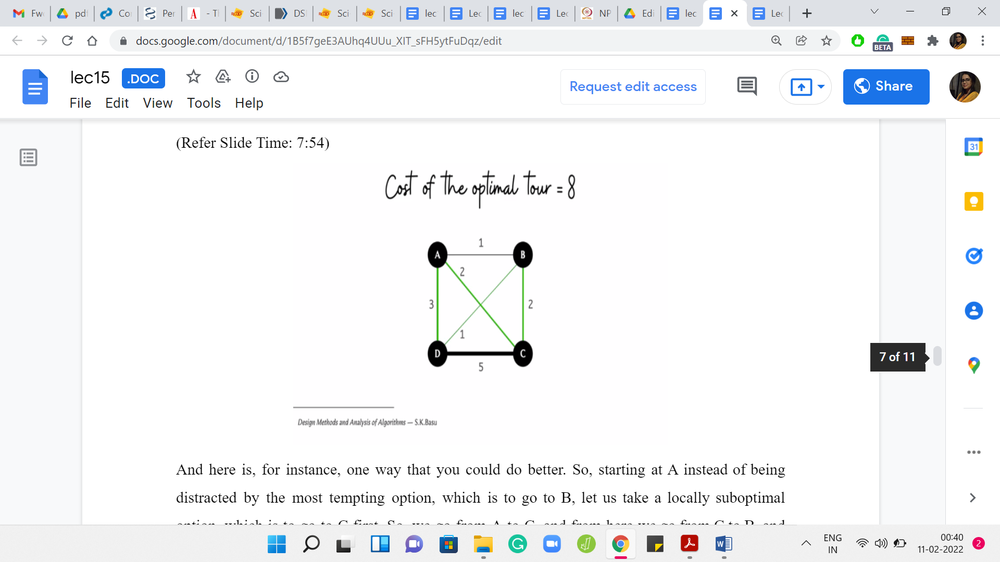 Fw
pdf
Co
Per
- Tl
Sci
DS
Sci
Sci
lec
Lec
lec
Lec
NP
Edi
lec
Lec
docs.google.com/document/d/1B5f7geE3AUhq4UUu_XIT_sFH5ytFuDqz/edit
BETA
lec15 .DOC
Request edit access
Share
File Edit View Tools Help
(Refer Slide Time: 7:54)
Cost of the optimal tour = 8
1
A
B
2
3
2
1
D
C
5
Design Methods and Analysis of Algorithms — S.K.Basu
7 of 11
31
And here is, for instance, one way that you could do better. So, starting at A instead of being
distracted by the most tempting option, which is to go to B, let us take a locally suboptimal
ENG
IN
00:40
11-02-2022
2